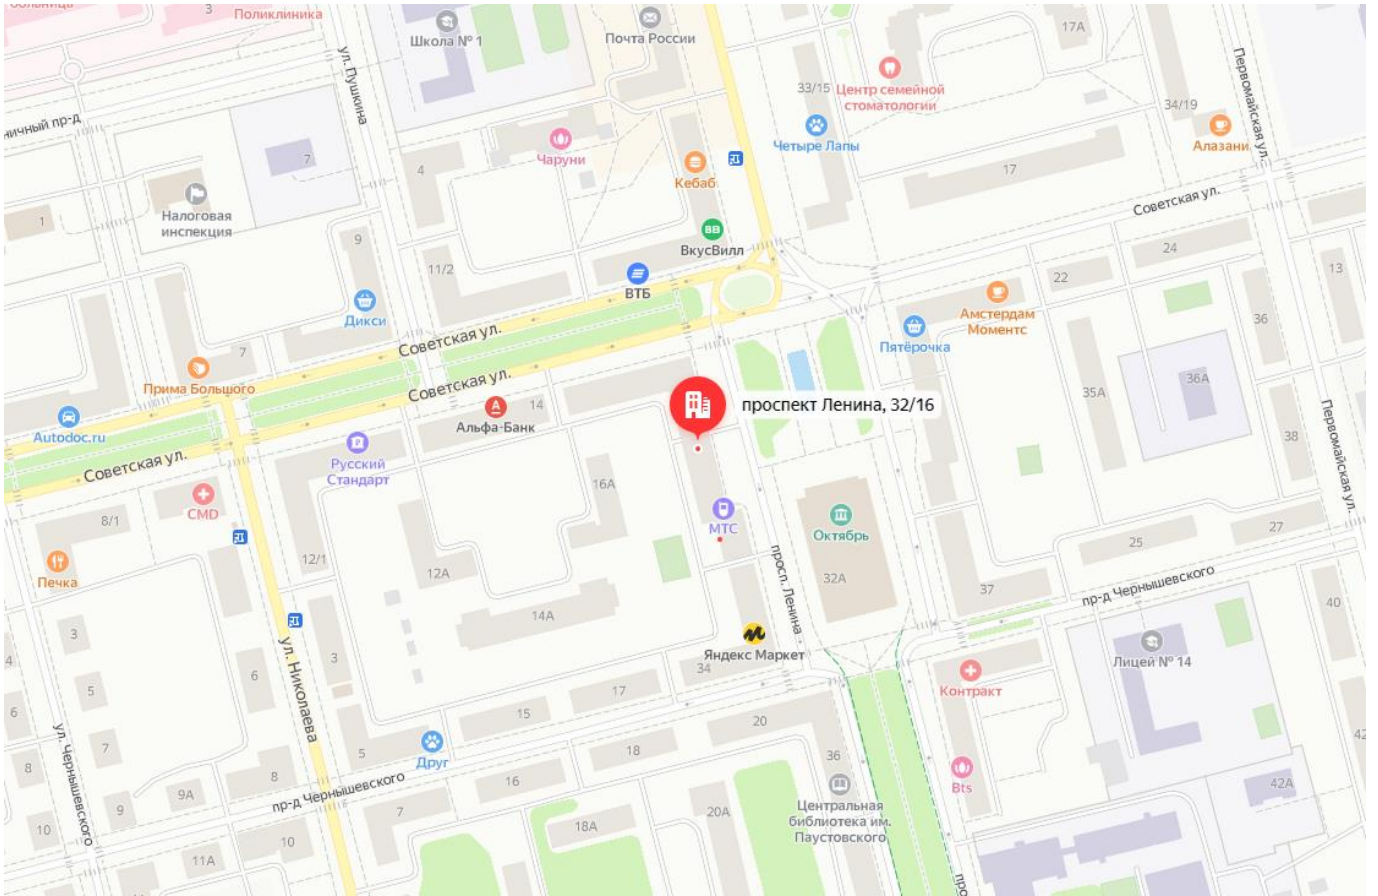 больница
Поликлиника
3
Школа № 1
Почта России
17А
ул. Пушкина
Первомайская ул.
33/15
Центр семейной
стоматологии
34/19
Четыре Лапы
Алазани
7
Чаруни
Кебаб
4
17
Налоговая
инспекция
1
Советская ул.
9
ВкусВилл
24
11/2
ВТБ
22
13
Дикси
Амстердам
Моментс
36
Советская ул.
Пятёрочка
7
Прима Большого
Советская ул.
36А
35А
проспект Ленина, 32/16
14
Альфа-Банк
Autodoc.ru
Первомайская ул.
38
Советская ул.
Русский
Стандарт
16А
CMD
8/1
МТС
Октябрь
27
25
Печка
12/1
12А
32А
просп. Ленина
37
пр-д Чернышевского
14А
40
3
Яндекс Маркет
Лицей № 14
4
3
34
6
Контракт
5
17
ул. Николаева
6
15
20
42
7
5
Друг
18
36
8
8
16
Bts
9А
пр-д Чернышевского
42А
ул. Чернышевского
9
7
Центральная
библиотека им.
Паустовского
20А
10
18А
10
11А